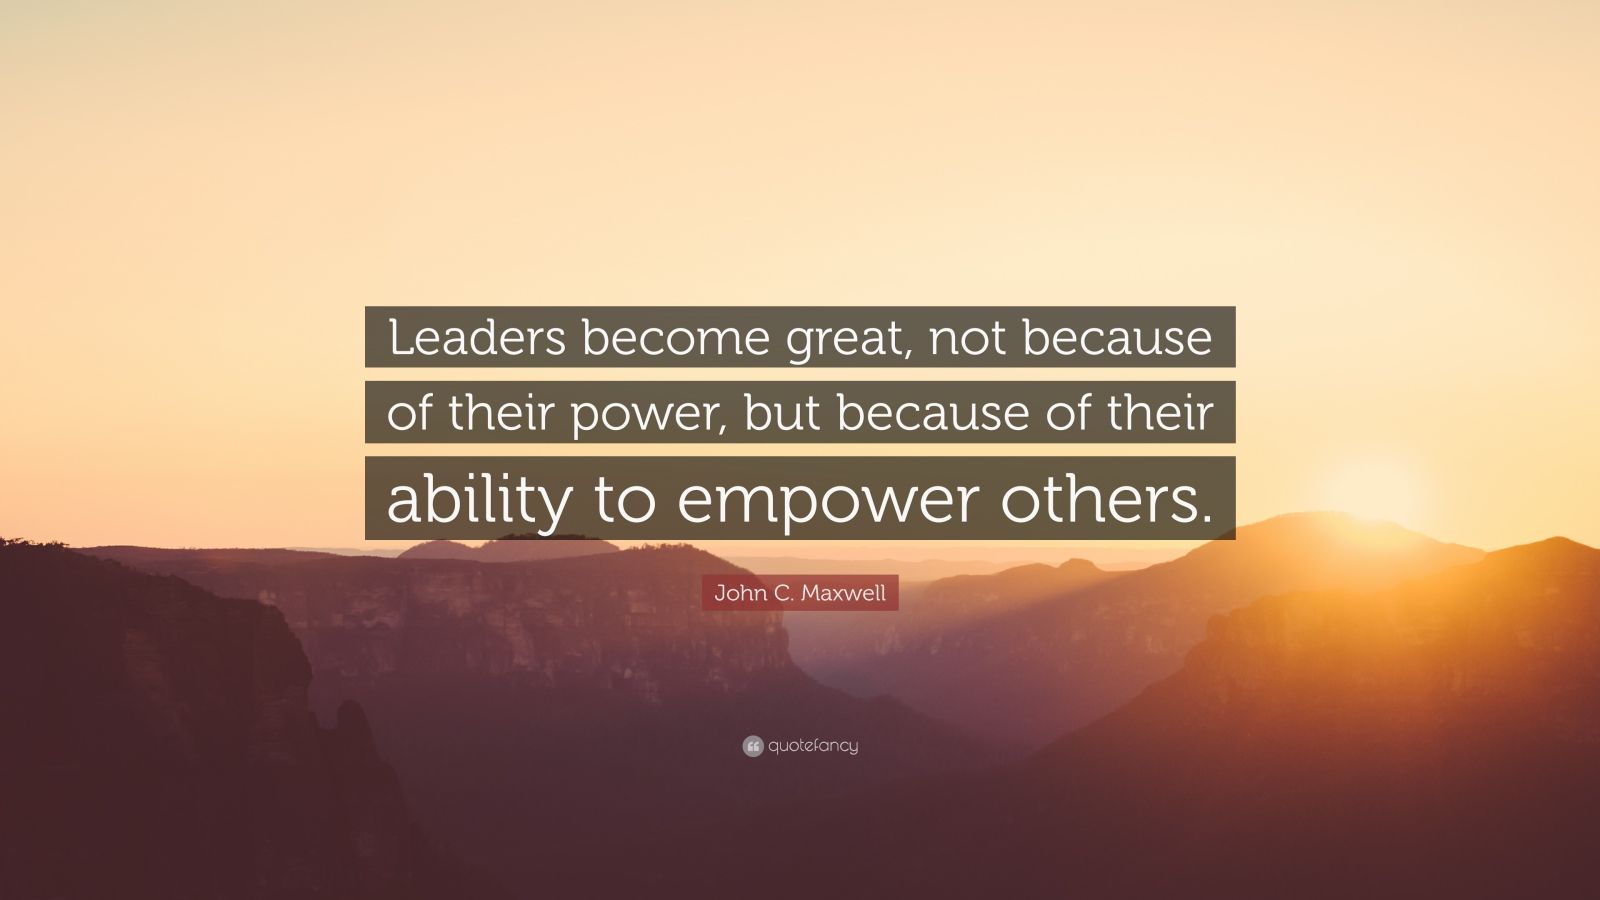 Leaders become great, not because
of their power, but because of their
ability to empower others.
John C. Maxwell
quotefancy